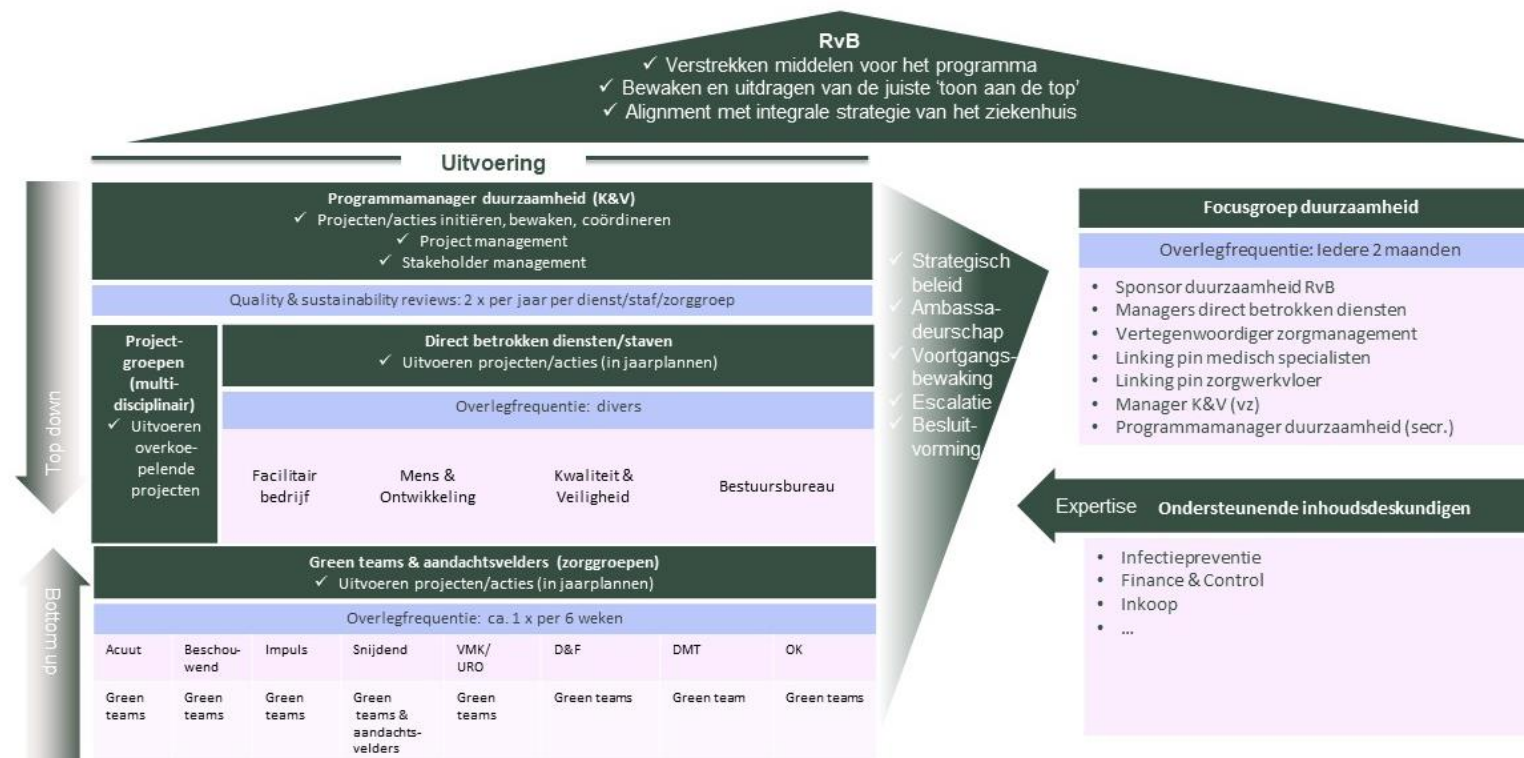 RvB
✓ Verstrekken middelen voor het programma
✓ Bewaken en uitdragen van de juiste ‘toon aan de top’
✓ Alignment met integrale strategie van het ziekenhuis
Uitvoering
Top down
Bottom up
Programmamanager duurzaamheid (K&V)
✓ Projecten/acties initiëren, bewaken, coördineren
✓ Project management
✓ Stakeholder management
Quality & sustainability reviews: 2 x per jaar per dienst/staf/zorggroep
Project-
groepen
(multi-
disciplinair)
✓ Uitvoeren
overkoe-
pelende
projecten
Direct betrokken diensten/staven
✓ Uitvoeren projecten/acties (in jaarplannen)
Overlegfrequentie: divers
Facilitair
bedrijf
Mens &
Ontwikkeling
Kwaliteit &
Veiligheid
Bestuursbureau
Green teams & aandachtsvelders (zorggroepen)
✓ Uitvoeren projecten/acties (in jaarplannen)
Overlegfrequentie: ca. 1 x per 6 weken
Acuut
Beschou-
wend
Impuls
Snijdend
VMK/
URO
D&F
DMT
OK
Green
teams
Green
teams
Green
teams
Green
teams &
aandachts-
velders
Green
teams
Green teams
Green team
Green teams
✓ Strategisch
beleid
✓ Ambassa-
deurschap
✓ Voortgangs-
bewaking
✓ Escalatie
✓ Besluit-
vorming
Focusgroep duurzaamheid
Overlegfrequentie: Iedere 2 maanden
• Sponsor duurzaamheid RvB
• Managers direct betrokken diensten
• Vertegenwoordiger zorgmanagement
• Linking pin medisch specialisten
• Linking pin zorgwerkvloer
• Manager K&V (vz)
• Programmamanager duurzaamheid (secr.)
Expertise Ondersteunende inhoudsdeskundigen
• Infectiepreventie
• Finance & Control
• Inkoop
• ...